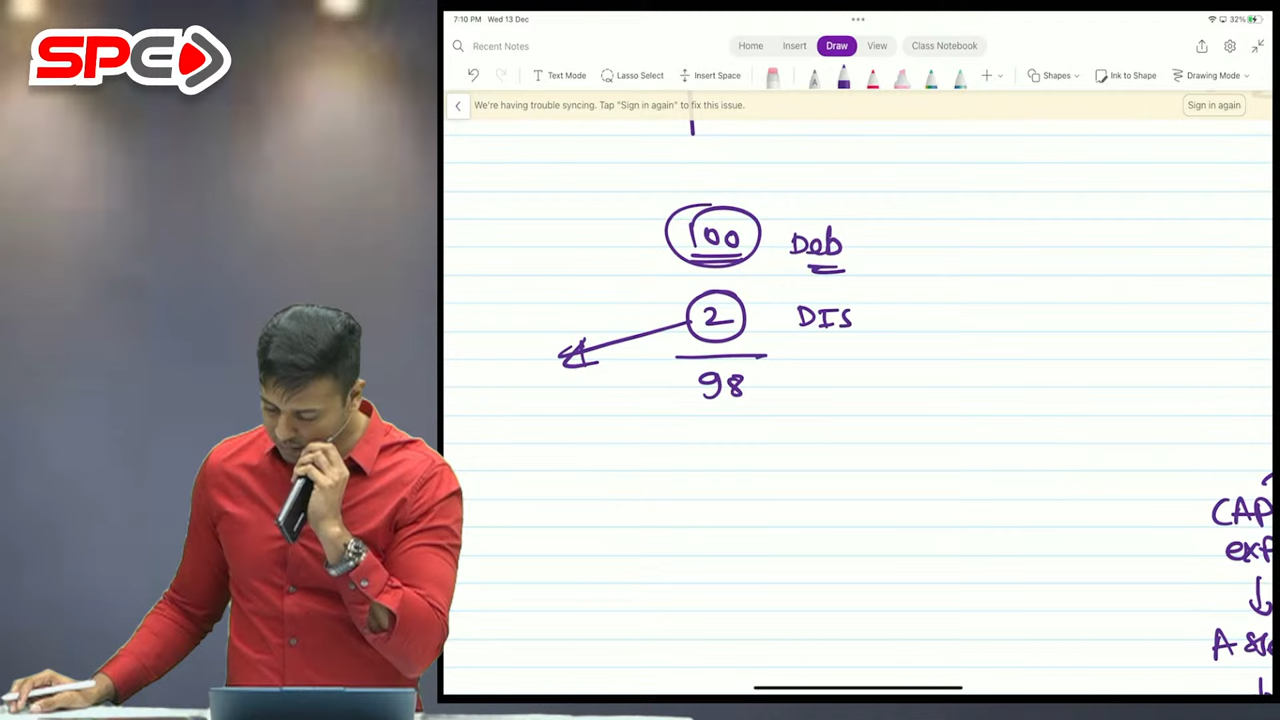 SPED
7:10 PM Wed 13 Dec
32%
Recent Notes
Home Insert Draw View Class Notebook
Text Mode Lasso Select Insert Space Shapes Ink to Shape Drawing Mode
We're having trouble syncing. Tap "Sign in again" to fix this issue.
Sign in again
100 Deb
2 DIS
98
CAP